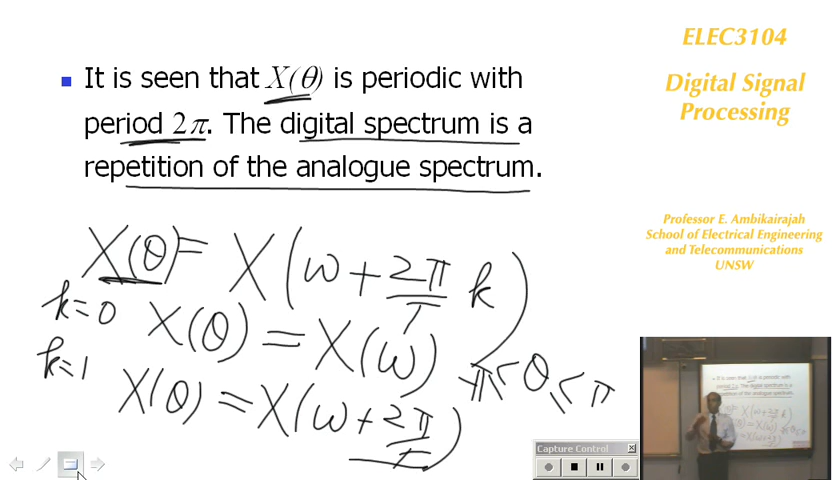 ELEC3104
Digital Signal
Processing
▪ It is seen that X(θ) is periodic with
period 2π. The digital spectrum is a
repetition of the analogue spectrum.
X(θ) = X(ω + 2π/T k)
k=0 X(θ) = X(ω) -π ≤ θ ≤ π
k=1 X(θ) = X(ω + 2π/T)
Professor E. Ambikairajah
School of Electrical Engineering
and Telecommunications
UNSW
Capture Control